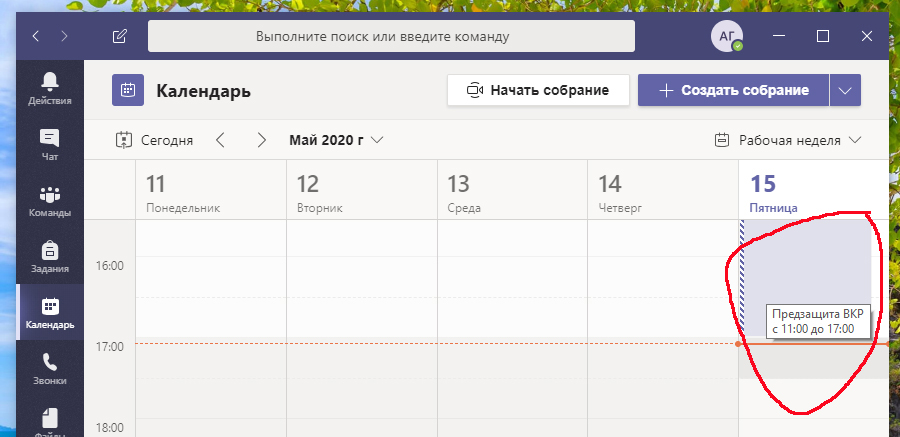 Выполните поиск или введите команду
АГ
Действия
Чат
Команды
Задания
Календарь
Звонки
Файлы
Календарь
Начать собрание
Создать собрание
Сегодня
Май 2020 г
Рабочая неделя
11
Понедельник
12
Вторник
13
Среда
14
Четверг
15
Пятница
16:00
17:00
18:00
Предзащита ВКР
с 11:00 до 17:00